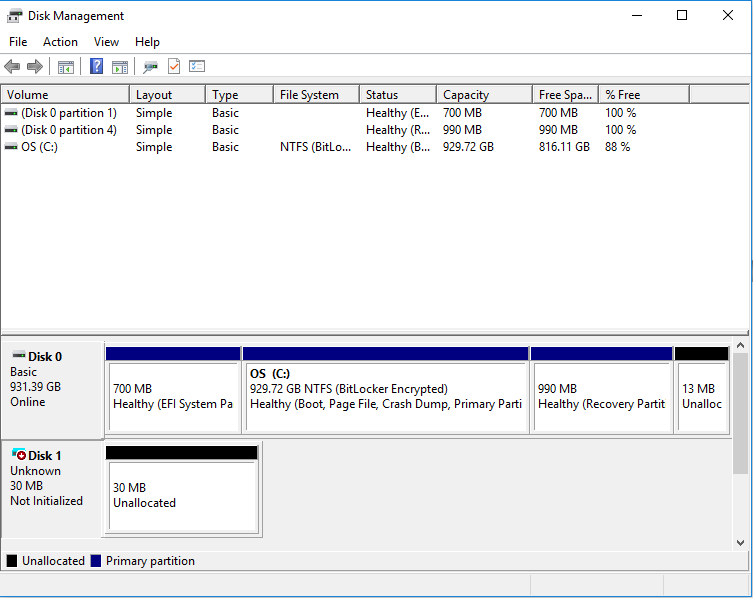 Disk Management
File Action View Help
Volume Layout Type File System Status Capacity Free Spa... % Free
(Disk 0 partition 1) Simple Basic Healthy (E... 700 MB 700 MB 100 %
(Disk 0 partition 4) Simple Basic Healthy (R... 990 MB 990 MB 100 %
OS (C:) Simple Basic NTFS (BitLo... Healthy (B... 929.72 GB 816.11 GB 88 %
Disk 0
Basic
931.39 GB
Online
700 MB
Healthy (EFI System Pa
OS (C:)
929.72 GB NTFS (BitLocker Encrypted)
Healthy (Boot, Page File, Crash Dump, Primary Parti
990 MB
Healthy (Recovery Partit
13 MB
Unalloc
Disk 1
Unknown
30 MB
Not Initialized
30 MB
Unallocated
Unallocated Primary partition